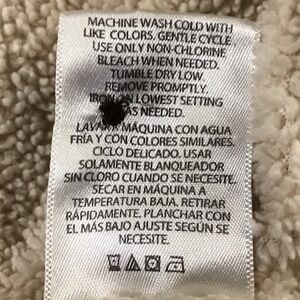 MACHINE WASH COLD WITH
LIKE COLORS. GENTLE CYCLE
USE ONLY NON-CHLORINE
BLEACH WHEN NEEDED.
TUMBLE DRY LOW.
REMOVE PROMPTLY.
IRON ON LOWEST SETTING
AS NEEDED.
LAVAR A MÁQUINA CON AGUA
FRÍA Y CON COLORES SIMILARES.
CICLO DELICADO. USAR
SOLAMENTE BLANQUEADOR
SIN CLORO CUANDO SE NECESITE.
SECAR EN MÁQUINA A
TEMPERATURA BAJA. RETIRAR
RÁPIDAMENTE. PLANCHAR CON
EL MÁS BAJO AJUSTE SEGÚN SE
NECESITE.